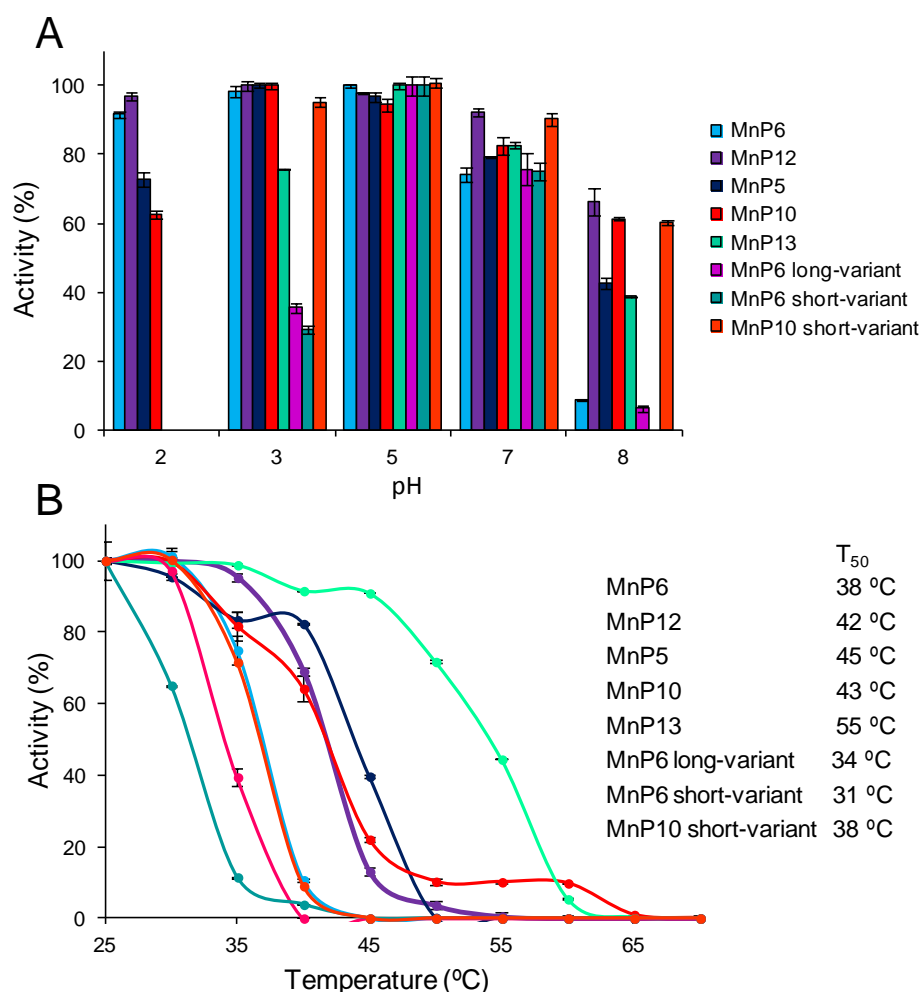 A
Activity (%)
100
80
60
40
20
0
2 3 5 7 8
pH
MnP6
MnP12
MnP5
MnP10
MnP13
MnP6 long-variant
MnP6 short-variant
MnP10 short-variant
B
Activity (%)
100
80
60
40
20
0
25 35 45 55 65
Temperature (ºC)
T50
MnP6 38 ºC
MnP12 42 ºC
MnP5 45 ºC
MnP10 43 ºC
MnP13 55 ºC
MnP6 long-variant 34 ºC
MnP6 short-variant 31 ºC
MnP10 short-variant 38 ºC